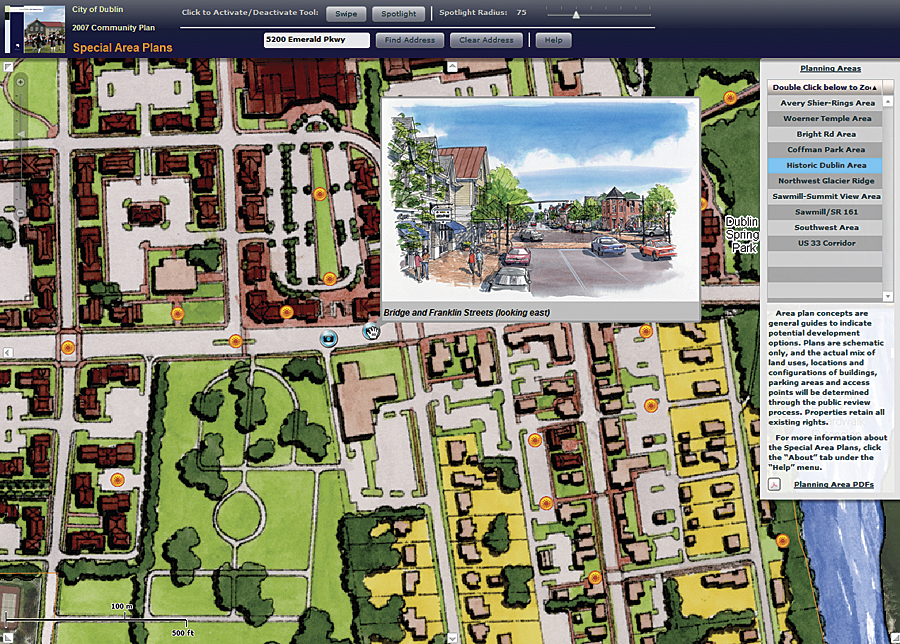 City of Dublin
2007 Community Plan
Special Area Plans
Click to Activate/Deactivate Tool:
Swipe
Spotlight
Spotlight Radius: 75
5200 Emerald Pkwy
Find Address
Clear Address
Help
Planning Areas
Double Click below to Zo
Avery Shier-Rings Area
Woerner Temple Area
Bright Rd Area
Coffman Park Area
Historic Dublin Area
Northwest Glacier Ridge
Sawmill-Summit View Area
Sawmill/SR 161
Southwest Area
US 33 Corridor
Area plan concepts are
general guides to indicate
potential development
options. Plans are schematic
only, and the actual mix of
land uses, locations and
configurations of buildings,
parking areas and access
points will be determined
through the public review
process. Properties retain all
existing rights.
For more information about
the Special Area Plans, click
the "About" tab under the
"Help" menu.
Planning Area PDFs
Bridge and Franklin Streets (looking east)
Dublin
Spring
Park
100 m
500 ft